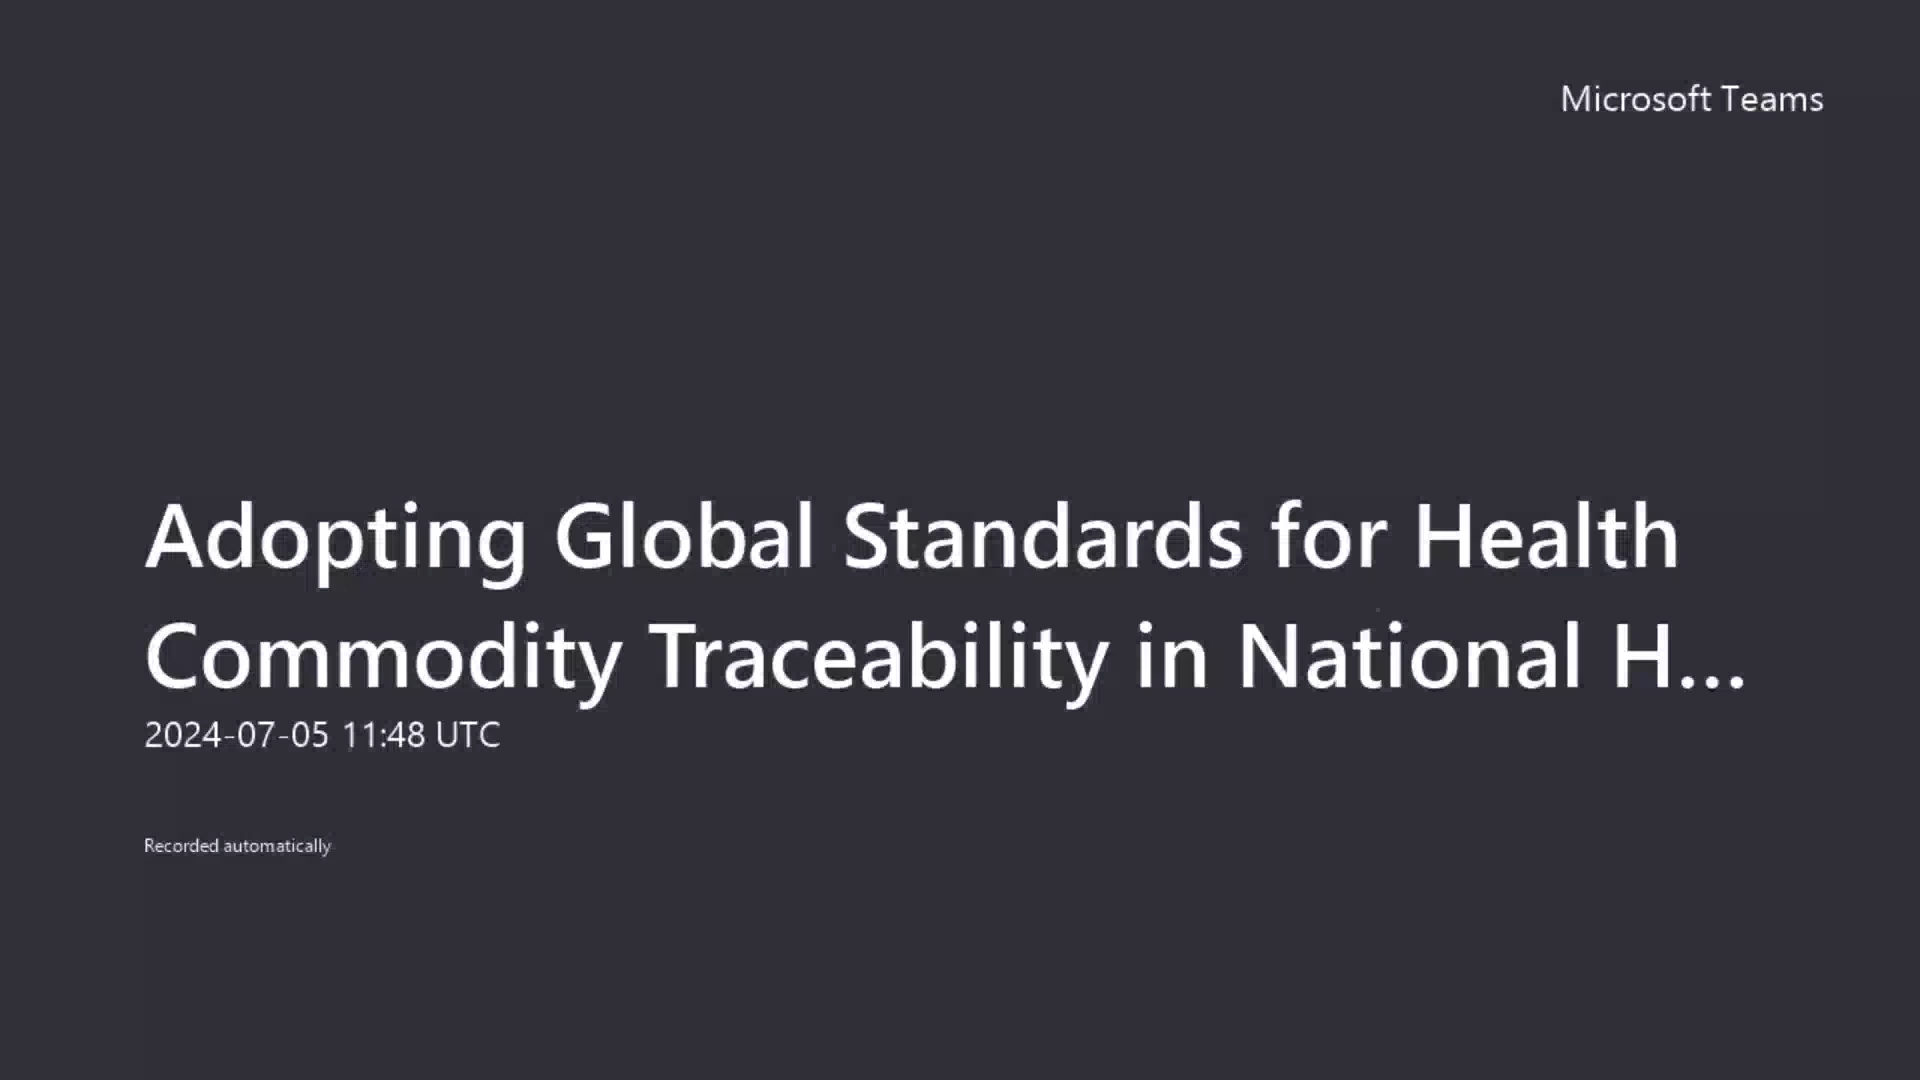 Microsoft Teams
Adopting Global Standards for Health
Commodity Traceability in National H...
2024-07-05 11:48 UTC
Recorded automatically